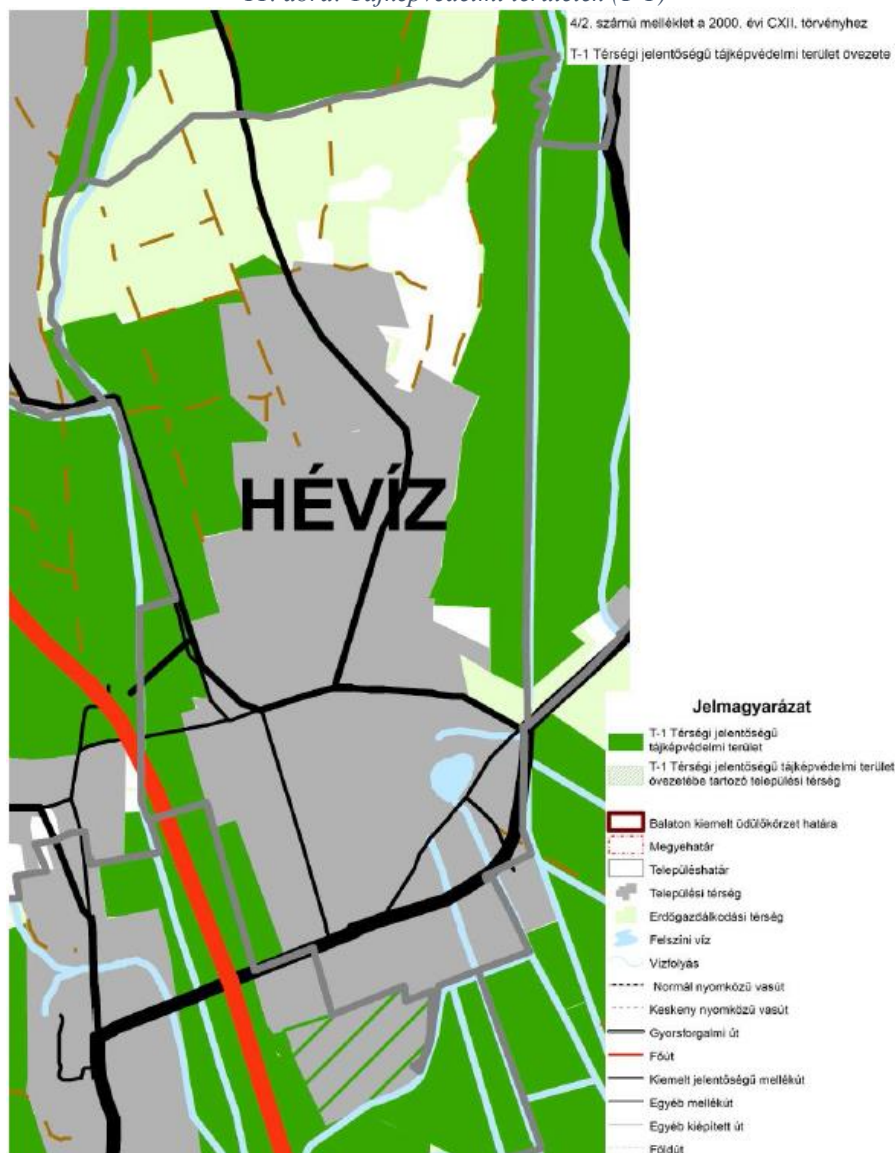 4/2. számú melléklet a 2000. évi CXII. törvényhez
T-1 Térségi jelentőségű tájképvédelmi terület övezete
HÉVÍZ
Jelmagyarázat
T-1 Térségi jelentőségű
tájképvédelmi terület
T-1 Térségi jelentőségű tájképvédelmi terület
övezetébe tartozó települési térség
Balaton kiemelt üdülőkörzet határa
Megyehatár
Településhatár
Települési térség
Erdőgazdálkodási térség
Felszíni víz
Vízfolyás
Normál nyomközű vasút
Keskeny nyomközű vasút
Gyorsforgalmi út
Főút
Kiemelt jelentőségű mellékút
Egyéb mellékút
Egyéb kiépített út
Földút